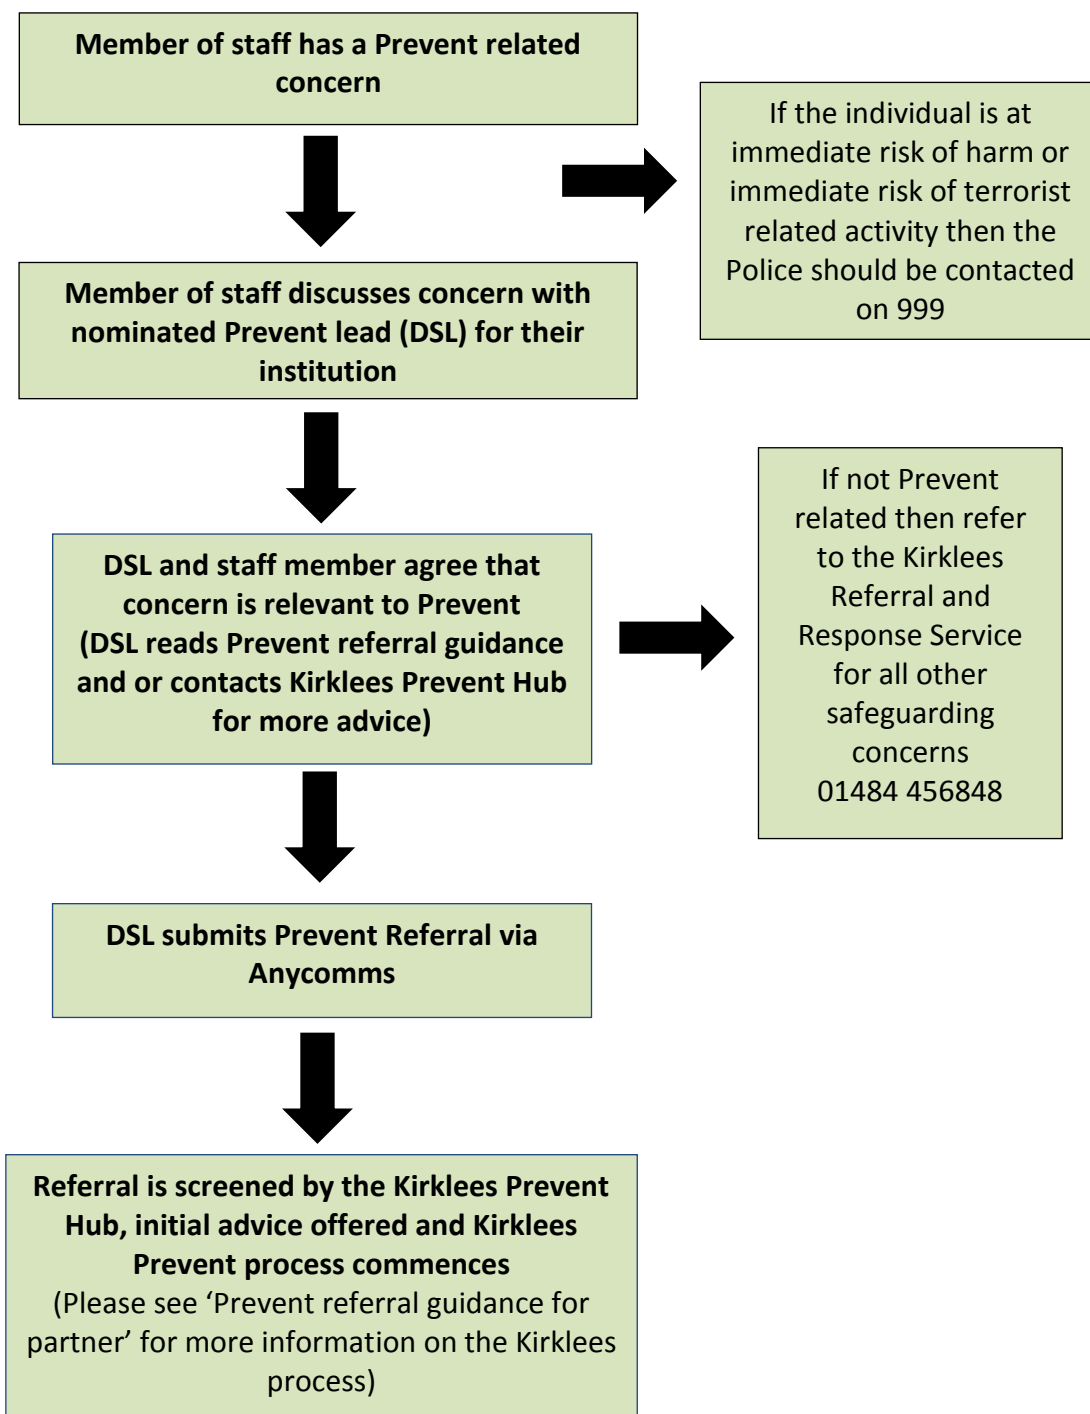 Member of staff has a Prevent related
concern
If the individual is at
immediate risk of harm or
immediate risk of terrorist
related activity then the
Police should be contacted
on 999
Member of staff discusses concern with
nominated Prevent lead (DSL) for their
institution
DSL and staff member agree that
concern is relevant to Prevent
(DSL reads Prevent referral guidance
and or contacts Kirklees Prevent Hub
for more advice)
If not Prevent
related then refer
to the Kirklees
Referral and
Response Service
for all other
safeguarding
concerns
01484 456848
DSL submits Prevent Referral via
Anycomms
Referral is screened by the Kirklees Prevent
Hub, initial advice offered and Kirklees
Prevent process commences
(Please see ‘Prevent referral guidance for
partner’ for more information on the Kirklees
process)